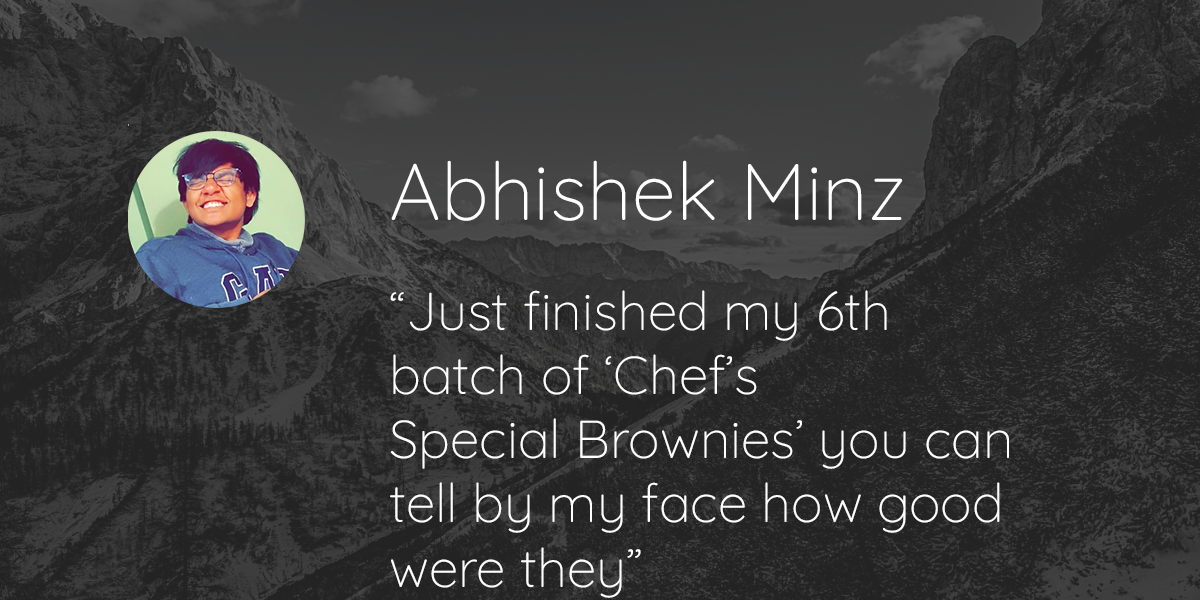 Abhishek Minz
“Just finished my 6th
batch of ‘Chef’s
Special Brownies’ you can
tell by my face how good
were they”